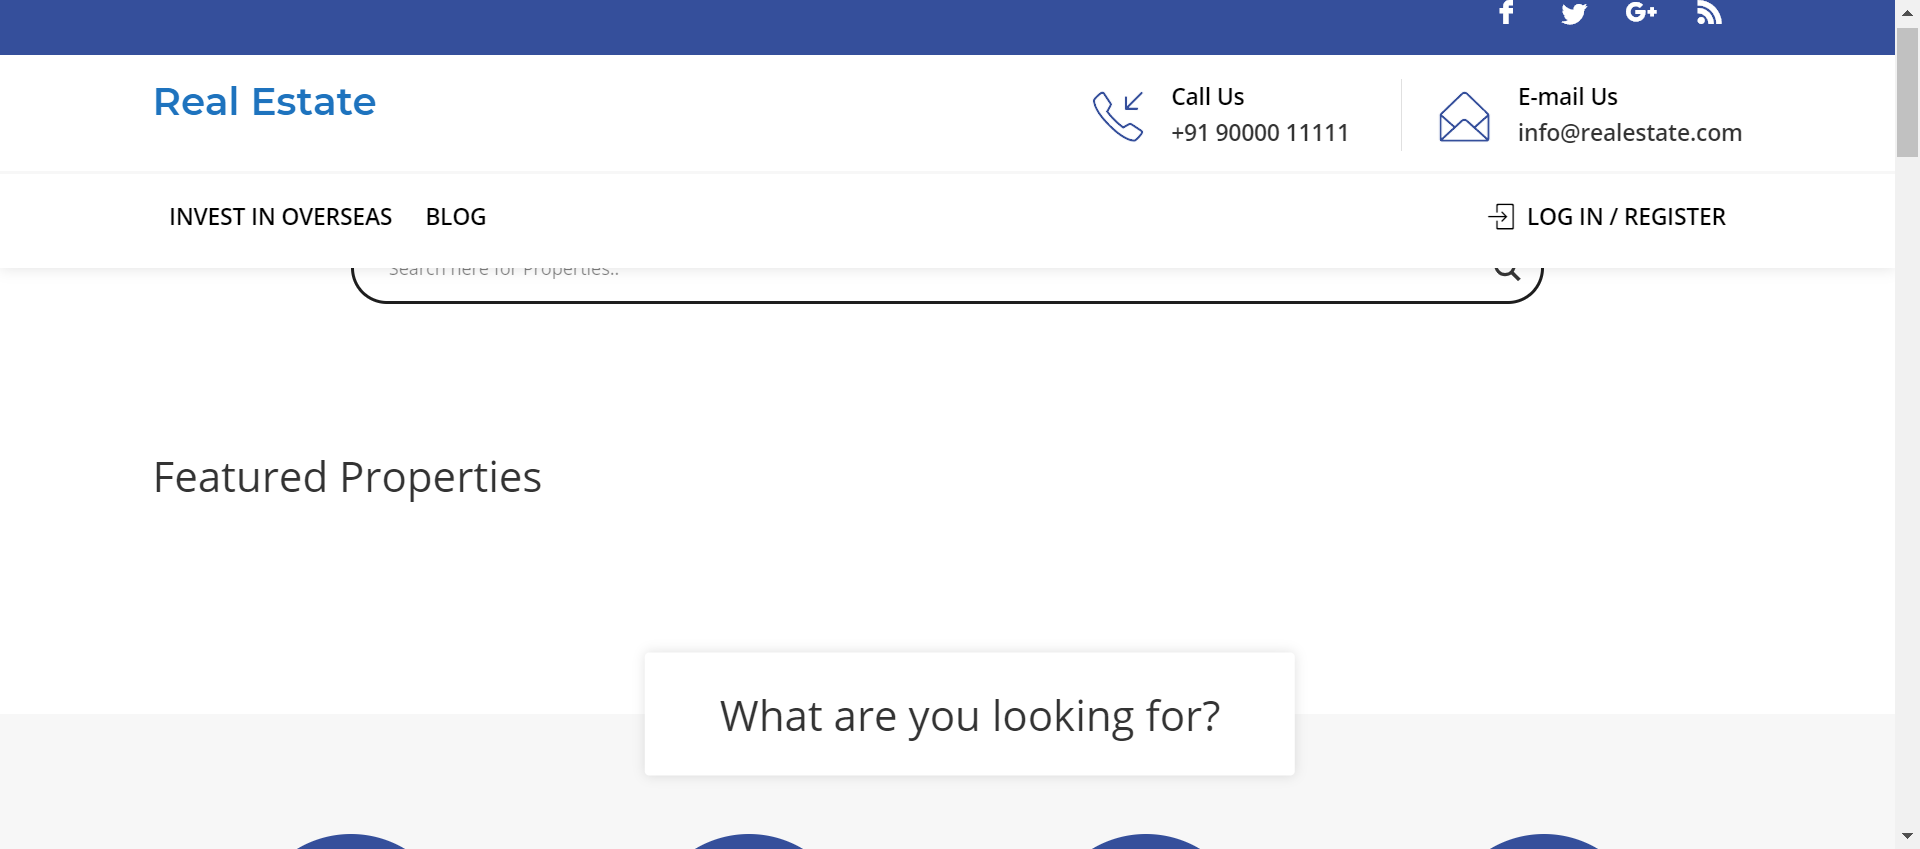 Real Estate
Call Us
+91 90000 11111
E-mail Us
info@realestate.com
INVEST IN OVERSEAS
BLOG
LOG IN / REGISTER
Search here for Properties..
Featured Properties
What are you looking for?